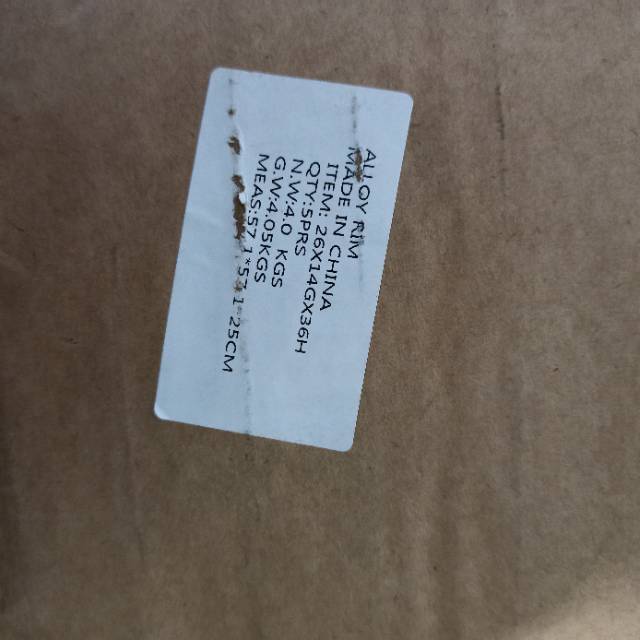 ALLOY RIM
MADE IN CHINA
ITEM: 26X14GX36H
QTY:5PRS
N.W:4.0 KGS
G.W:4.05KGS